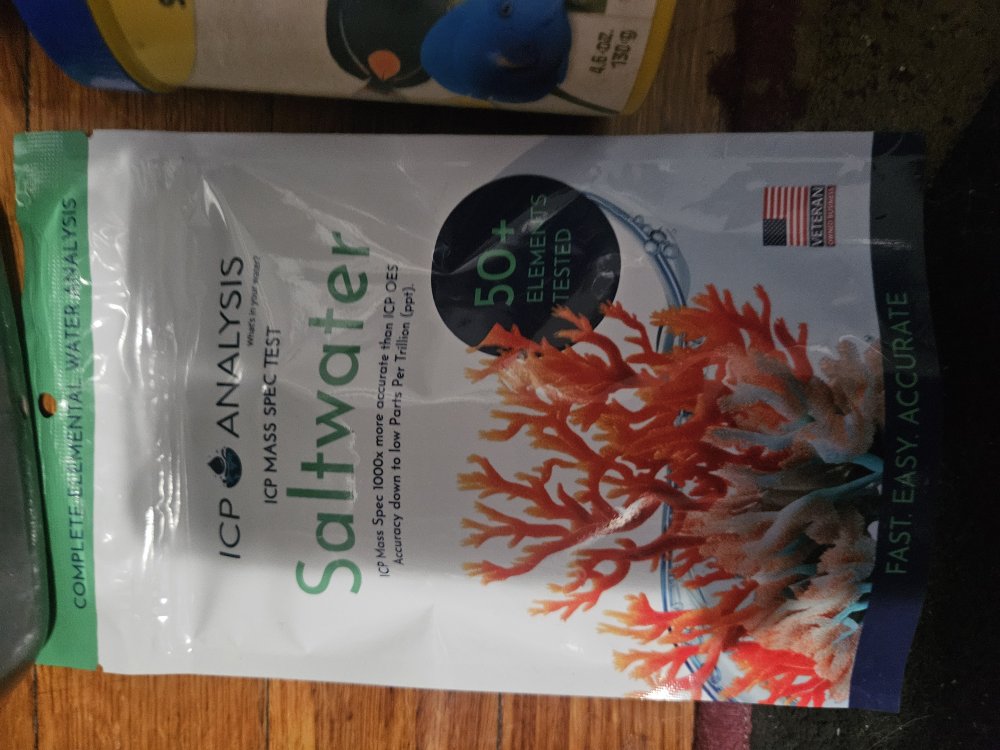 COMPLETE ELEMENTAL WATER ANALYSIS
ICP ANALYSIS
What's in your water?
ICP MASS SPEC TEST
Saltwater
ICP Mass Spec 1000x more accurate than ICP OES
Accuracy down to low Parts Per Trillion (ppt).
50+
ELEMENTS
TESTED
VETERAN
OWNED BUSINESS
FAST. EASY. ACCURATE
4.6 oz.
130 g